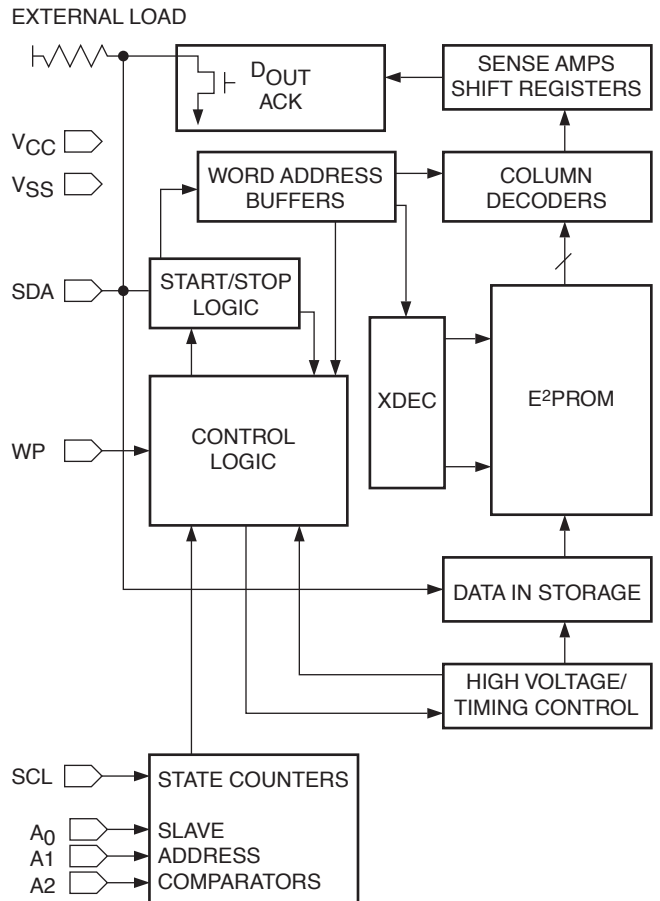 EXTERNAL LOAD
DOUT
ACK
SENSE AMPS
SHIFT REGISTERS
VCC
VSS
WORD ADDRESS
BUFFERS
COLUMN
DECODERS
SDA
START/STOP
LOGIC
XDEC
E2PROM
WP
CONTROL
LOGIC
DATA IN STORAGE
HIGH VOLTAGE/
TIMING CONTROL
SCL
STATE COUNTERS
A0
SLAVE
A1
ADDRESS
A2
COMPARATORS